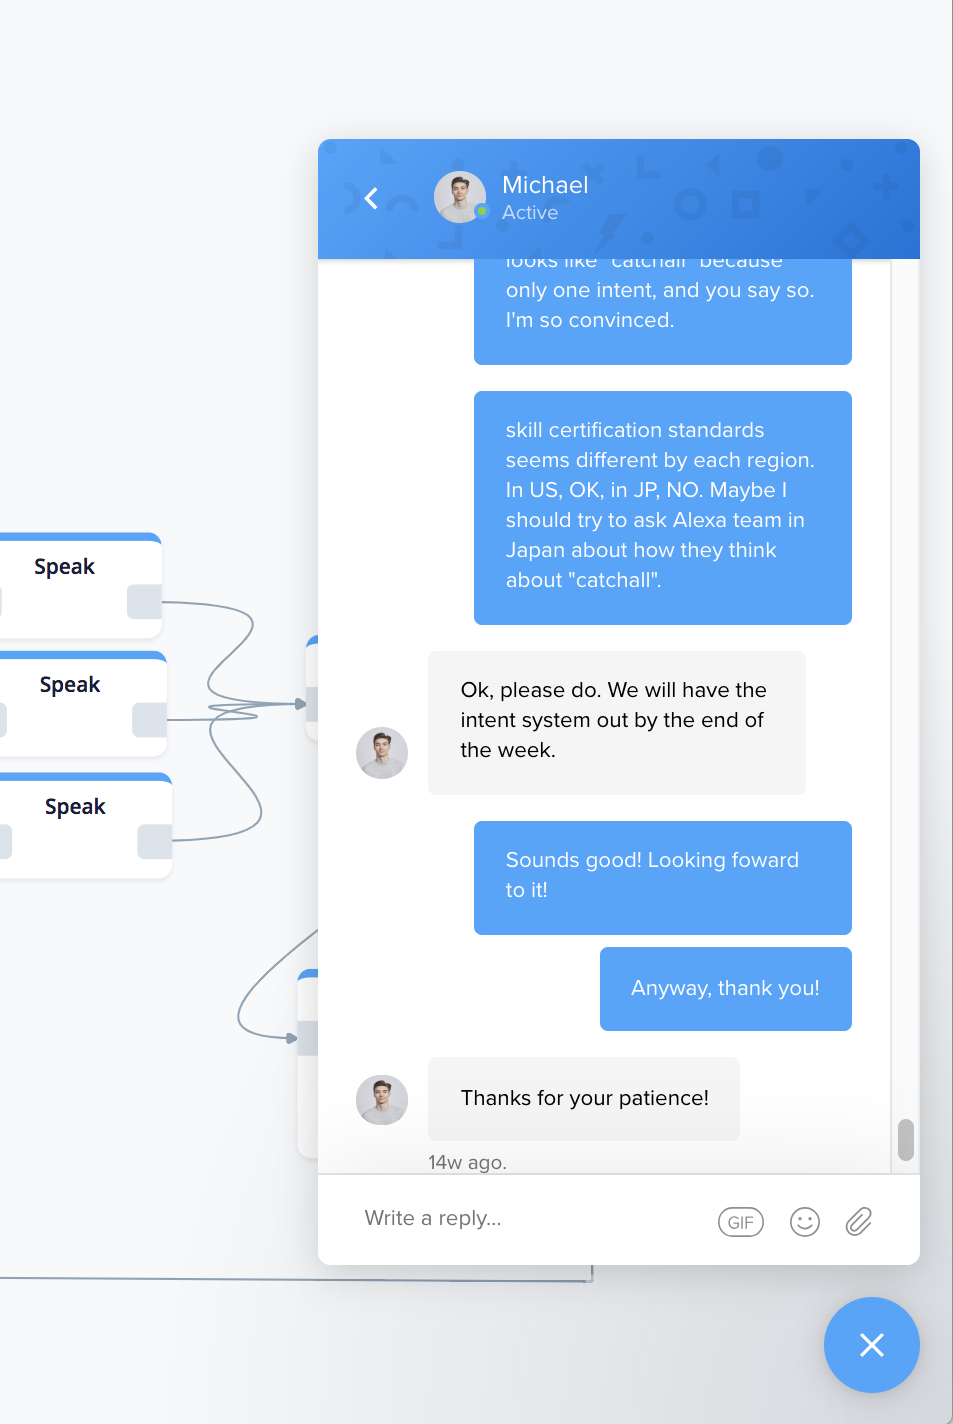 Michael
Active
looks like "catchall" because
only one intent, and you say so.
I'm so convinced.
skill certification standards
seems different by each region.
In US, OK, in JP, NO. Maybe I
should try to ask Alexa team in
Japan about how they think
about "catchall".
Speak
Speak
Speak
Ok, please do. We will have the
intent system out by the end of
the week.
Sounds good! Looking foward
to it!
Anyway, thank you!
Thanks for your patience!
14w ago.
Write a reply...
GIF